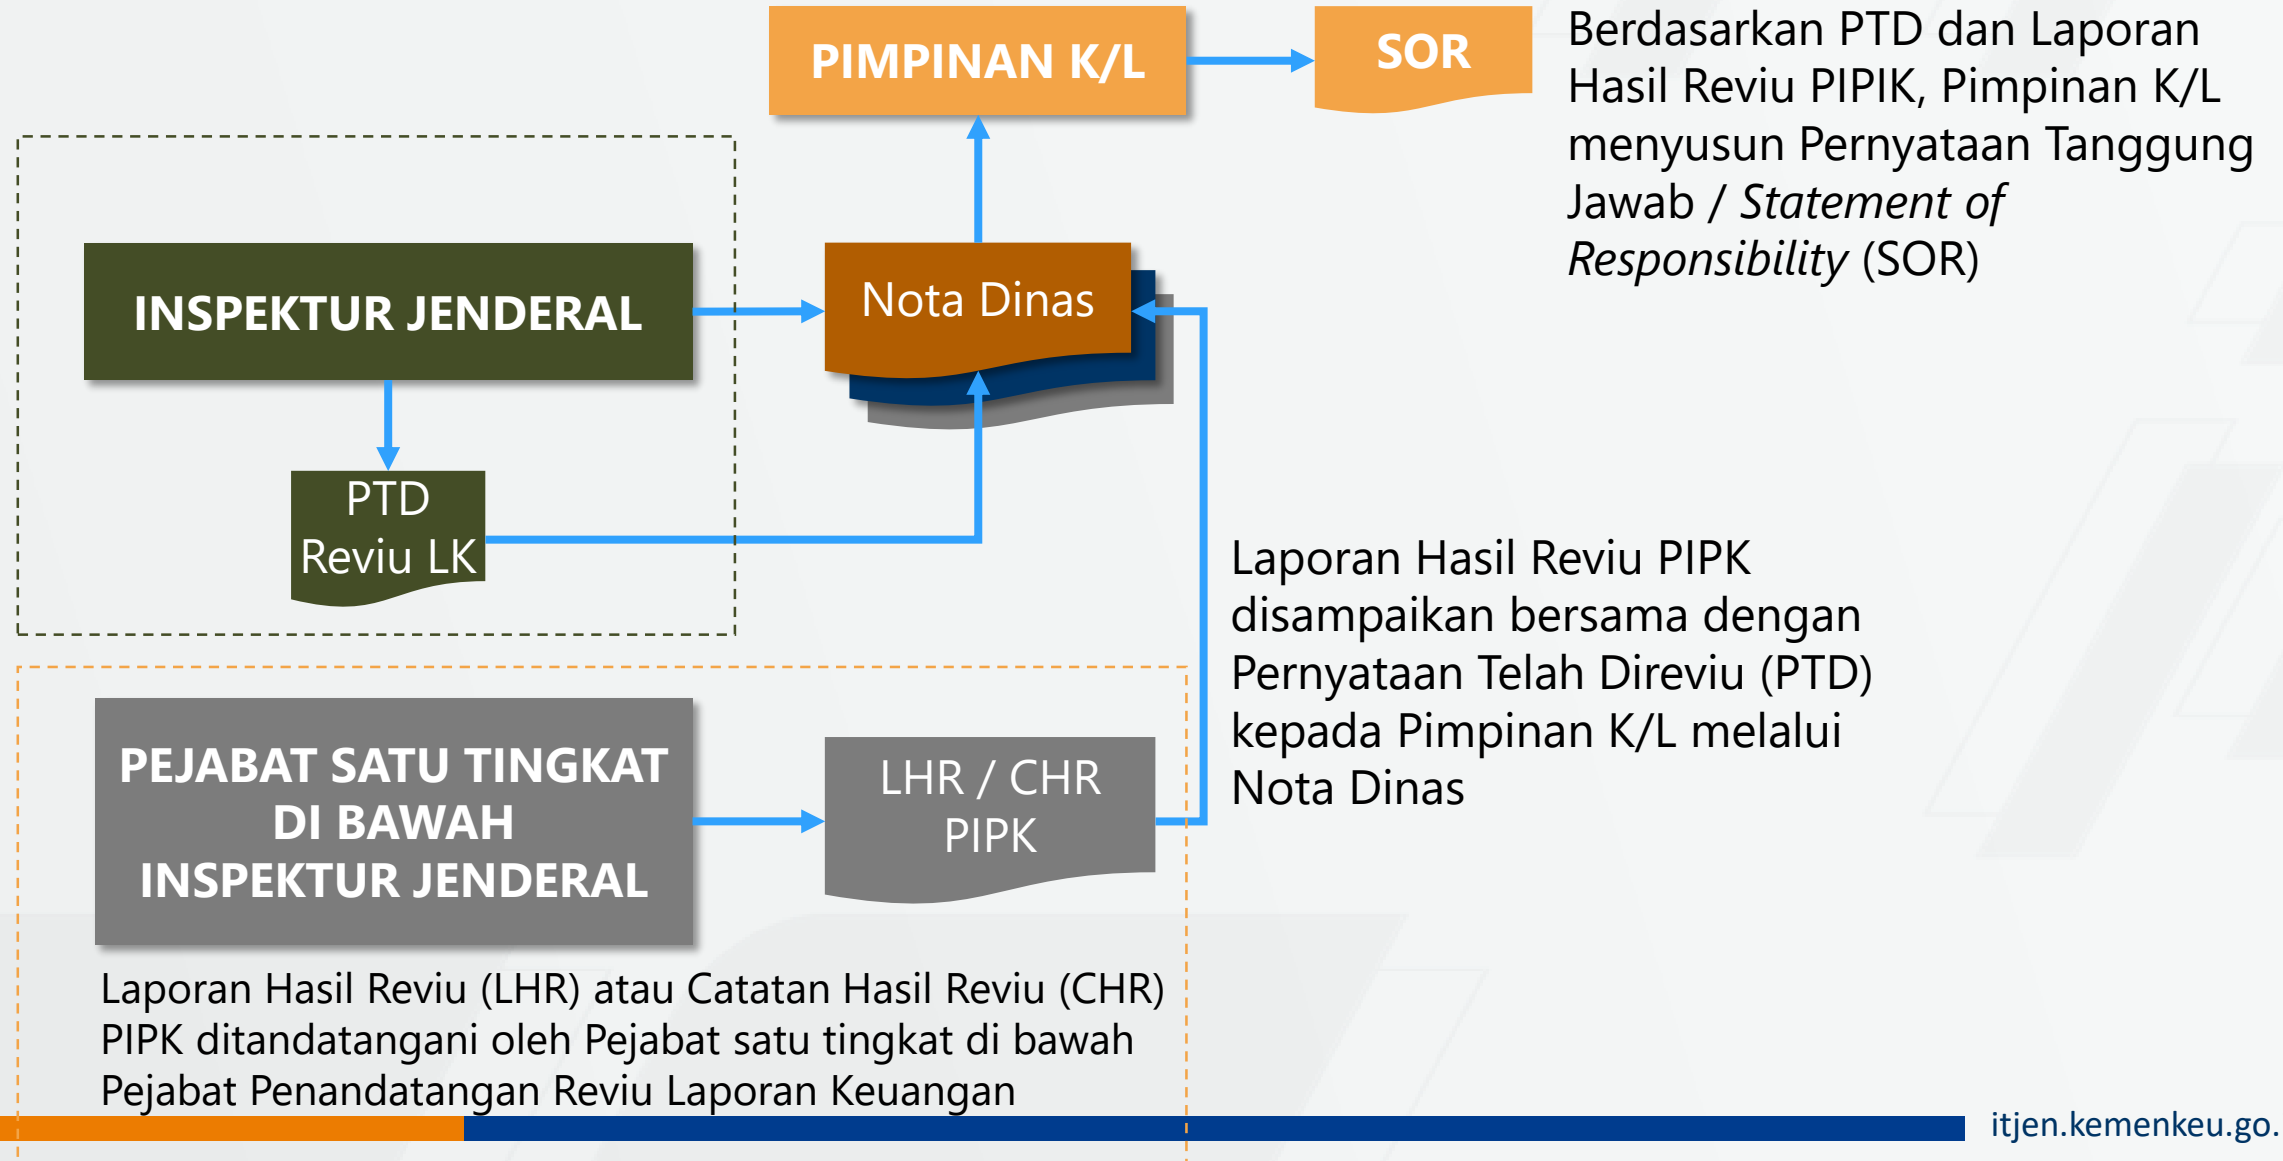 PIMPINAN K/L
SOR
Berdasarkan PTD dan Laporan
Hasil Reviu PIPIK, Pimpinan K/L
menyusun Pernyataan Tanggung
Jawab / Statement of
Responsibility (SOR)
INSPEKTUR JENDERAL
Nota Dinas
PTD
Reviu LK
Laporan Hasil Reviu PIPK
disampaikan bersama dengan
Pernyataan Telah Direviu (PTD)
kepada Pimpinan K/L melalui
Nota Dinas
PEJABAT SATU TINGKAT
DI BAWAH
INSPEKTUR JENDERAL
LHR / CHR
PIPK
Laporan Hasil Reviu (LHR) atau Catatan Hasil Reviu (CHR)
PIPK ditandatangani oleh Pejabat satu tingkat di bawah
Pejabat Penandatangan Reviu Laporan Keuangan
itjen.kemenkeu.go.